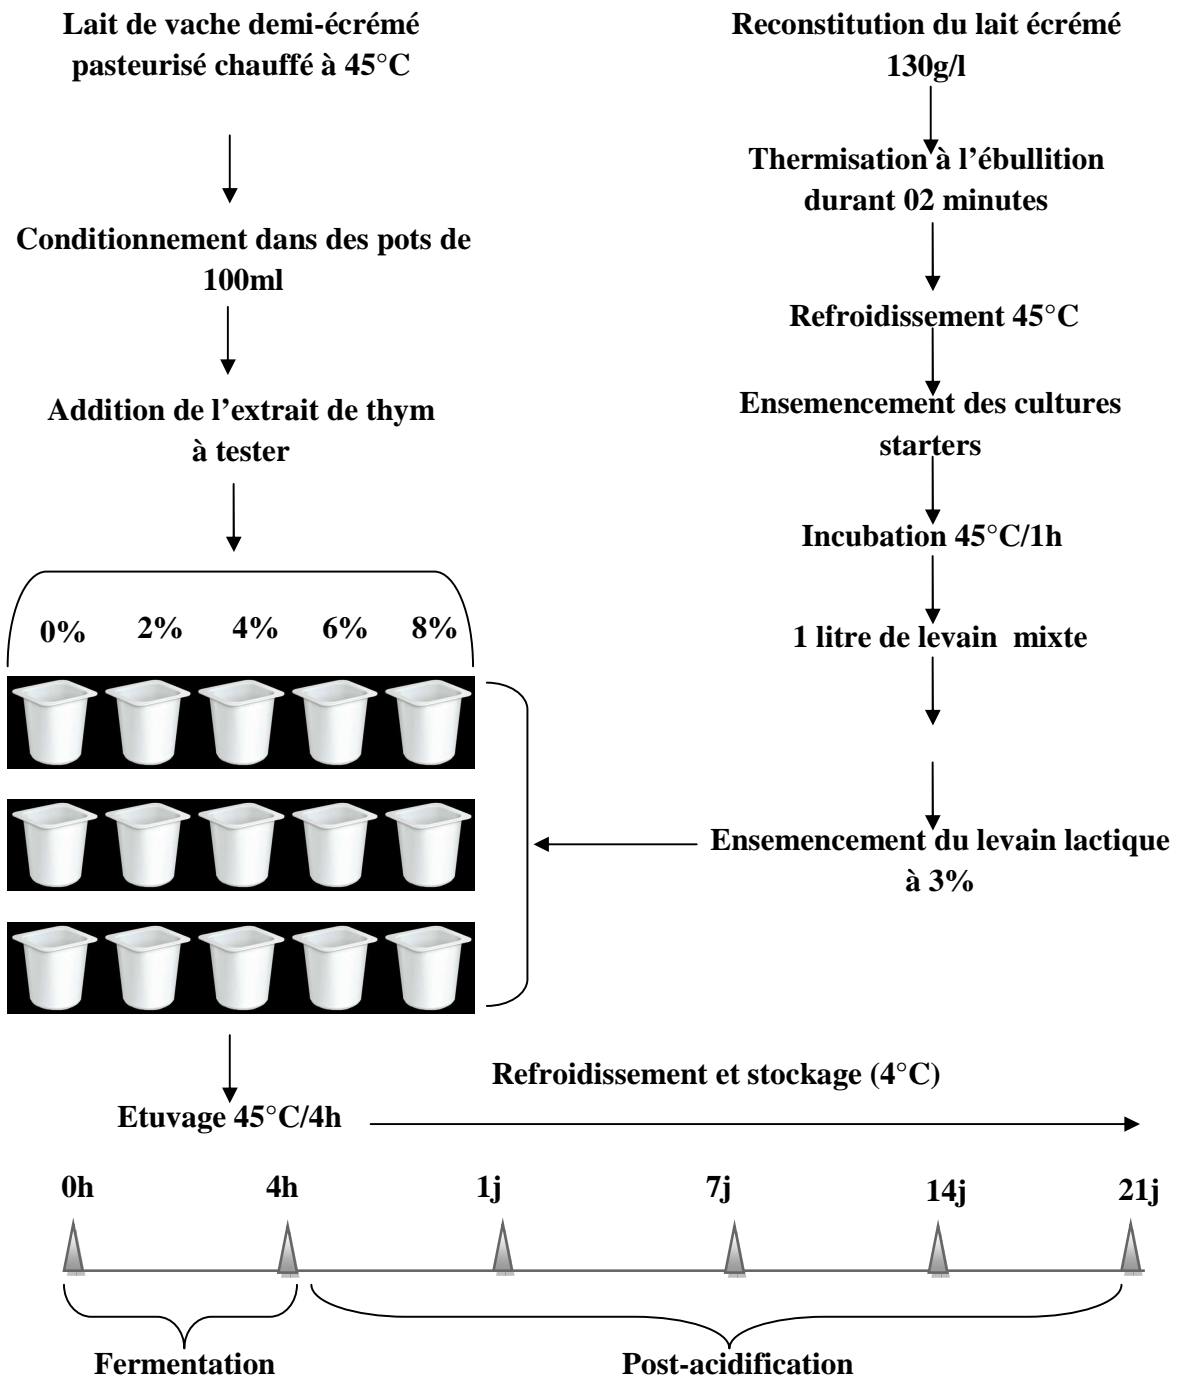 Lait de vache demi-écrémé
pasteurisé chauffé à 45°C
Conditionnement dans des pots de
100ml
Addition de l'extrait de thym
à tester
0% 2% 4% 6% 8%
Reconstitution du lait écrémé
130g/l
Thermisation à l'ébullition
durant 02 minutes
Refroidissement 45°C
Ensemencement des cultures
starters
Incubation 45°C/1h
1 litre de levain mixte
Ensemencement du levain lactique
à 3%
Refroidissement et stockage (4°C)
Etuvage 45°C/4h
0h 4h 1j 7j 14j 21j
Fermentation Post-acidification